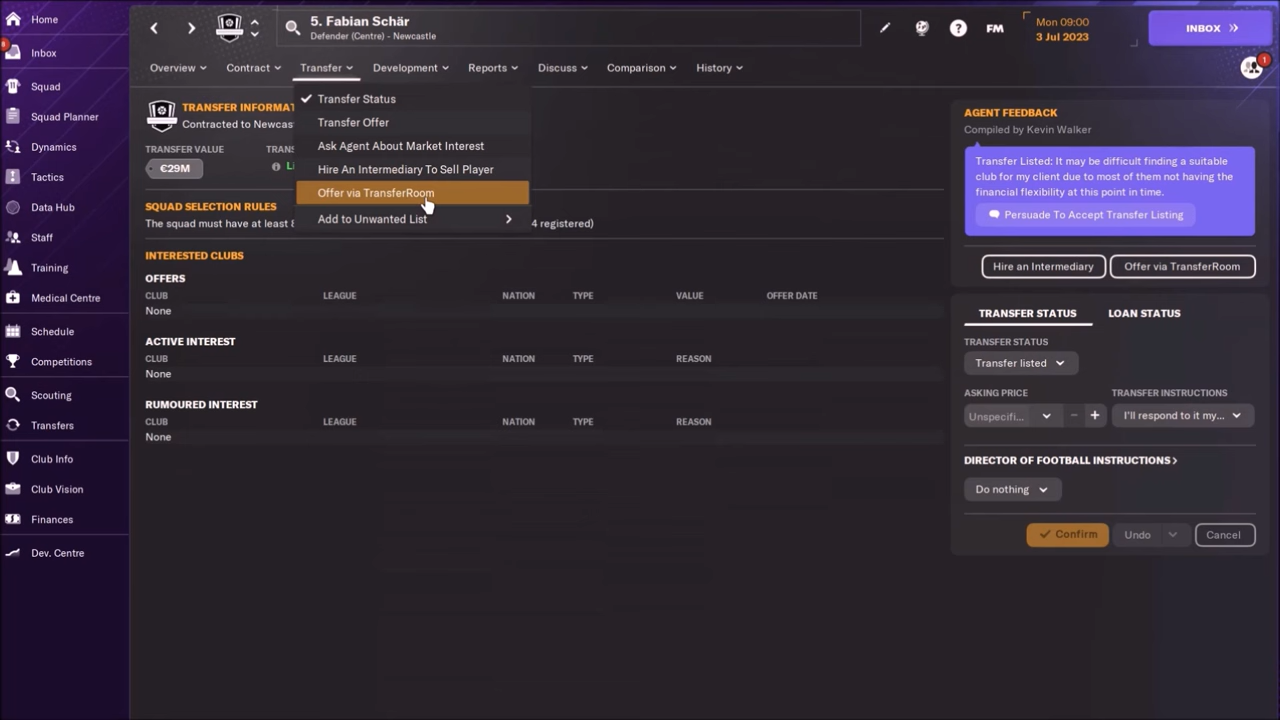 5. Fabian Schär
Defender (Centre) - Newcastle
FM
Mon 09:00
3 Jul 2023
INBOX
1
Home
8
Inbox
Squad
Squad Planner
Dynamics
Tactics
Data Hub
Staff
Training
Medical Centre
Schedule
Competitions
Scouting
Transfers
Club Info
Club Vision
Finances
Dev. Centre
Overview
Contract
Transfer
Development
Reports
Discuss
Comparison
History
Transfer Status
Transfer Offer
Ask Agent About Market Interest
Hire An Intermediary To Sell Player
Offer via TransferRoom
Add to Unwanted List
TRANSFER INFORMAT
Contracted to Newcas
TRANSFER VALUE
TRANS
€29M
Li
SQUAD SELECTION RULES
The squad must have at least 8
4 registered)
INTERESTED CLUBS
OFFERS
CLUB LEAGUE NATION TYPE VALUE OFFER DATE
None
ACTIVE INTEREST
CLUB LEAGUE NATION TYPE REASON
None
RUMOURED INTEREST
CLUB LEAGUE NATION TYPE REASON
None
AGENT FEEDBACK
Compiled by Kevin Walker
Transfer Listed: It may be difficult finding a suitable
club for my client due to most of them not having the
financial flexibility at this point in time.
Persuade To Accept Transfer Listing
Hire an Intermediary
Offer via TransferRoom
TRANSFER STATUS
LOAN STATUS
TRANSFER STATUS
Transfer listed
ASKING PRICE
TRANSFER INSTRUCTIONS
Unspecifi...
I'll respond to it my...
DIRECTOR OF FOOTBALL INSTRUCTIONS
Do nothing
Confirm
Undo
Cancel